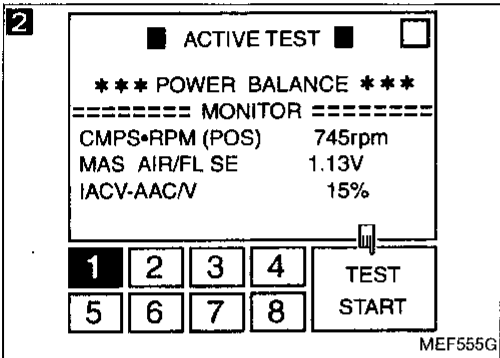 2
■ ACTIVE TEST ■
*** POWER BALANCE ***
======== MONITOR ========
CMPS•RPM (POS) 745rpm
MAS AIR/FL SE 1.13V
IACV-AAC/V 15%
1 2 3 4 TEST
5 6 7 8 START
MEF555G